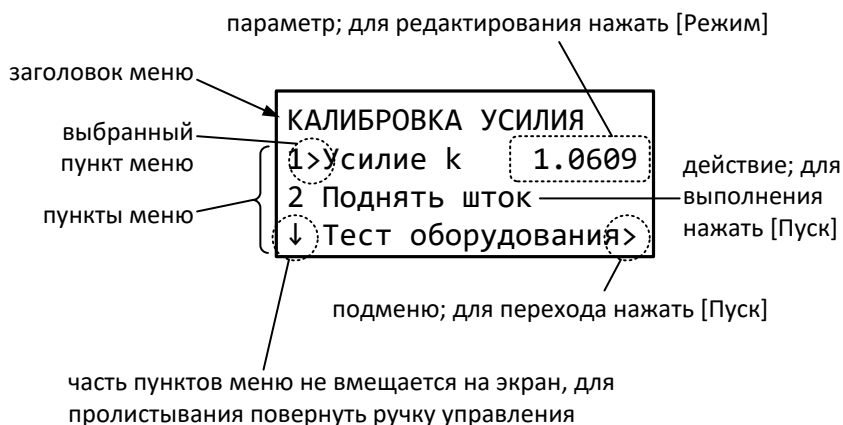 параметр; для редактирования нажать [Режим]
заголовок меню
КАЛИБРОВКА УСИЛИЯ
выбранный
пункт меню
1>Усилие k 1.0609
пункты меню
2 Поднять шток
действие; для
выполнения
нажать [Пуск]
↓ Тест оборудования>
подменю; для перехода нажать [Пуск]
часть пунктов меню не вмещается на экран, для
пролистывания повернуть ручку управления